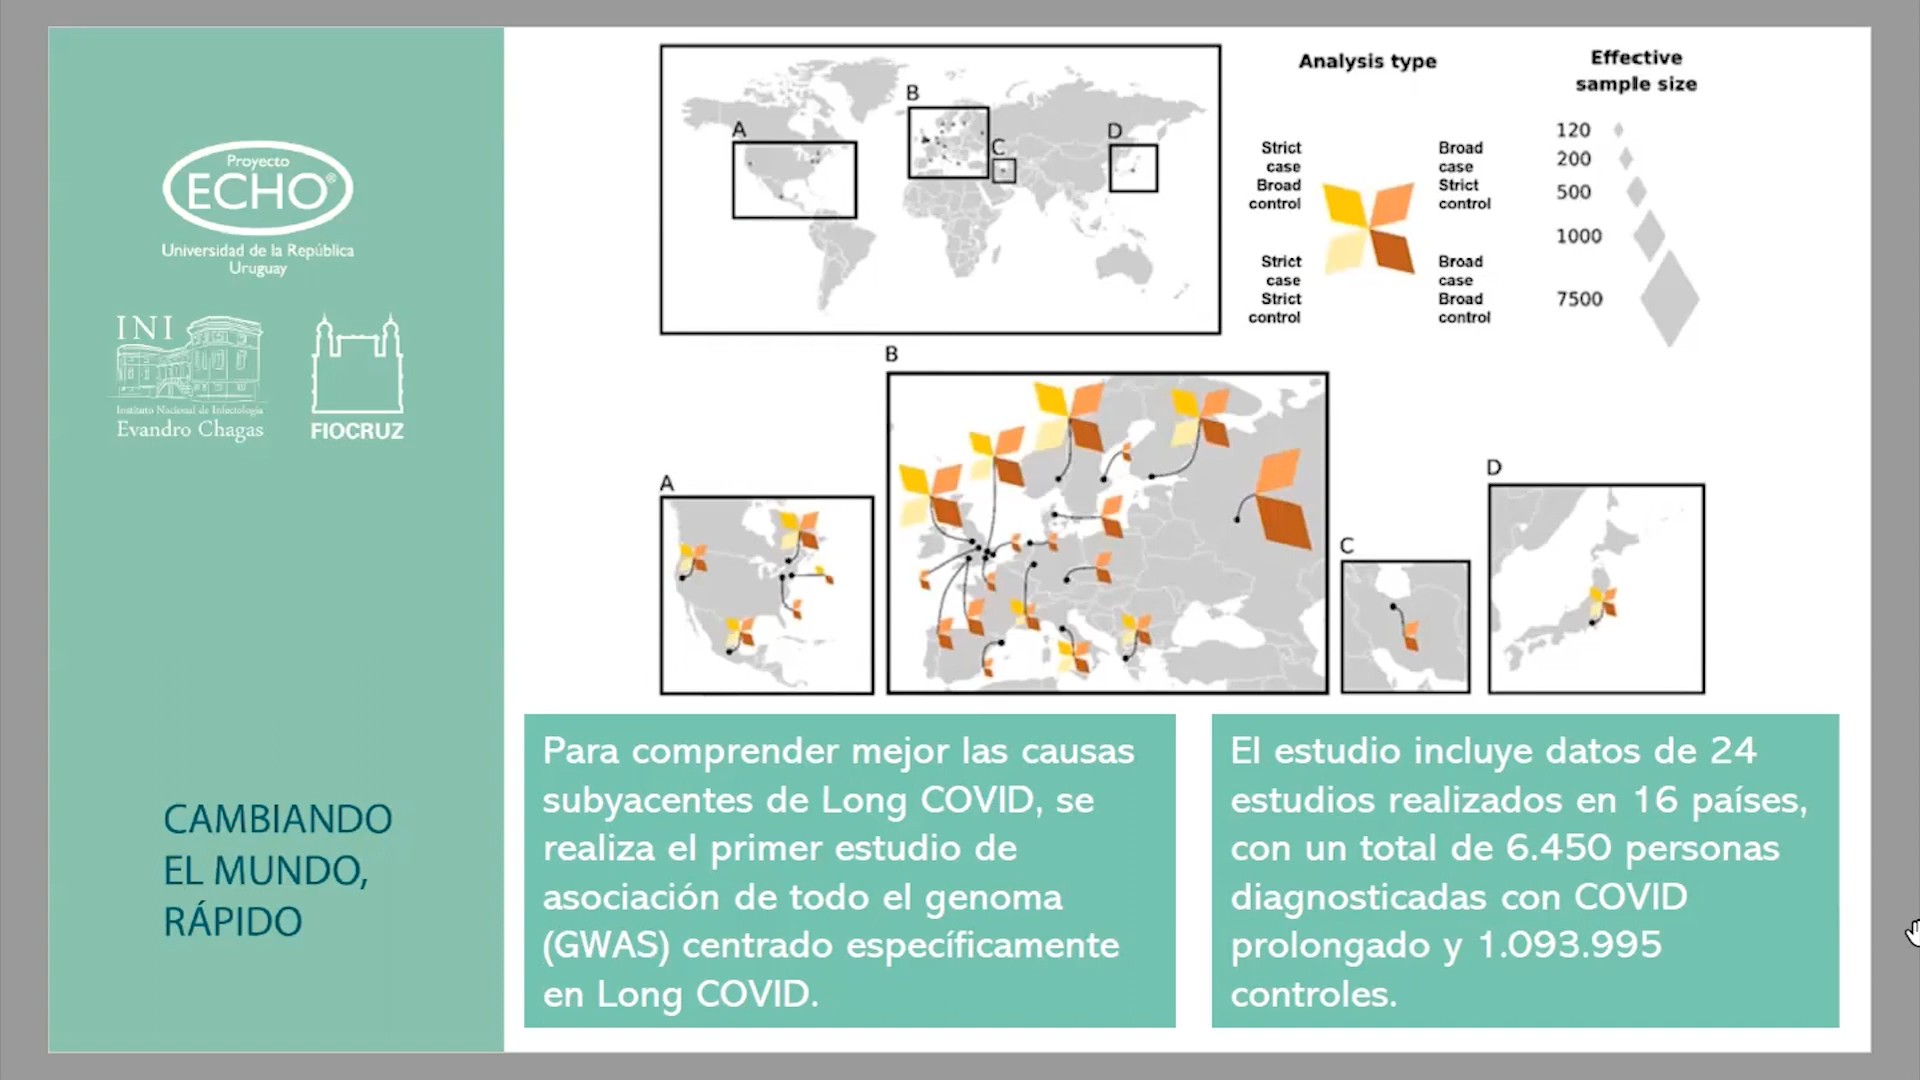 Proyecto
ECHO®
Universidad de la República
Uruguay
INI
Instituto Nacional de Infectología
Evandro Chagas
FIOCRUZ
CAMBIANDO
EL MUNDO,
RÁPIDO
A
B
C
D
Analysis type
Strict
case
Broad
control
Broad
case
Strict
control
Strict
case
Strict
control
Broad
case
Broad
control
Effective
sample size
120
200
500
1000
7500
A
B
C
D
Para comprender mejor las causas
subyacentes de Long COVID, se
realiza el primer estudio de
asociación de todo el genoma
(GWAS) centrado específicamente
en Long COVID.
El estudio incluye datos de 24
estudios realizados en 16 países,
con un total de 6.450 personas
diagnosticadas con COVID
prolongado y 1.093.995
controles.